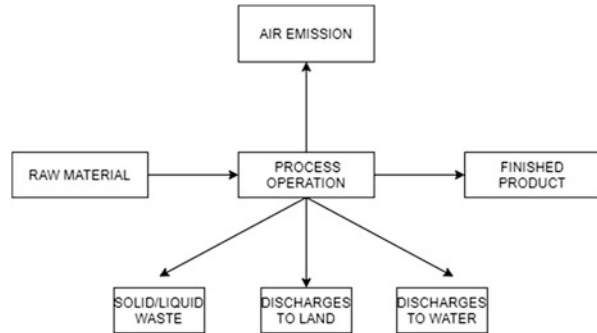 AIR EMISSION
RAW MATERIAL
PROCESS
OPERATION
FINISHED
PRODUCT
SOLID/LIQUID
WASTE
DISCHARGES
TO LAND
DISCHARGES
TO WATER